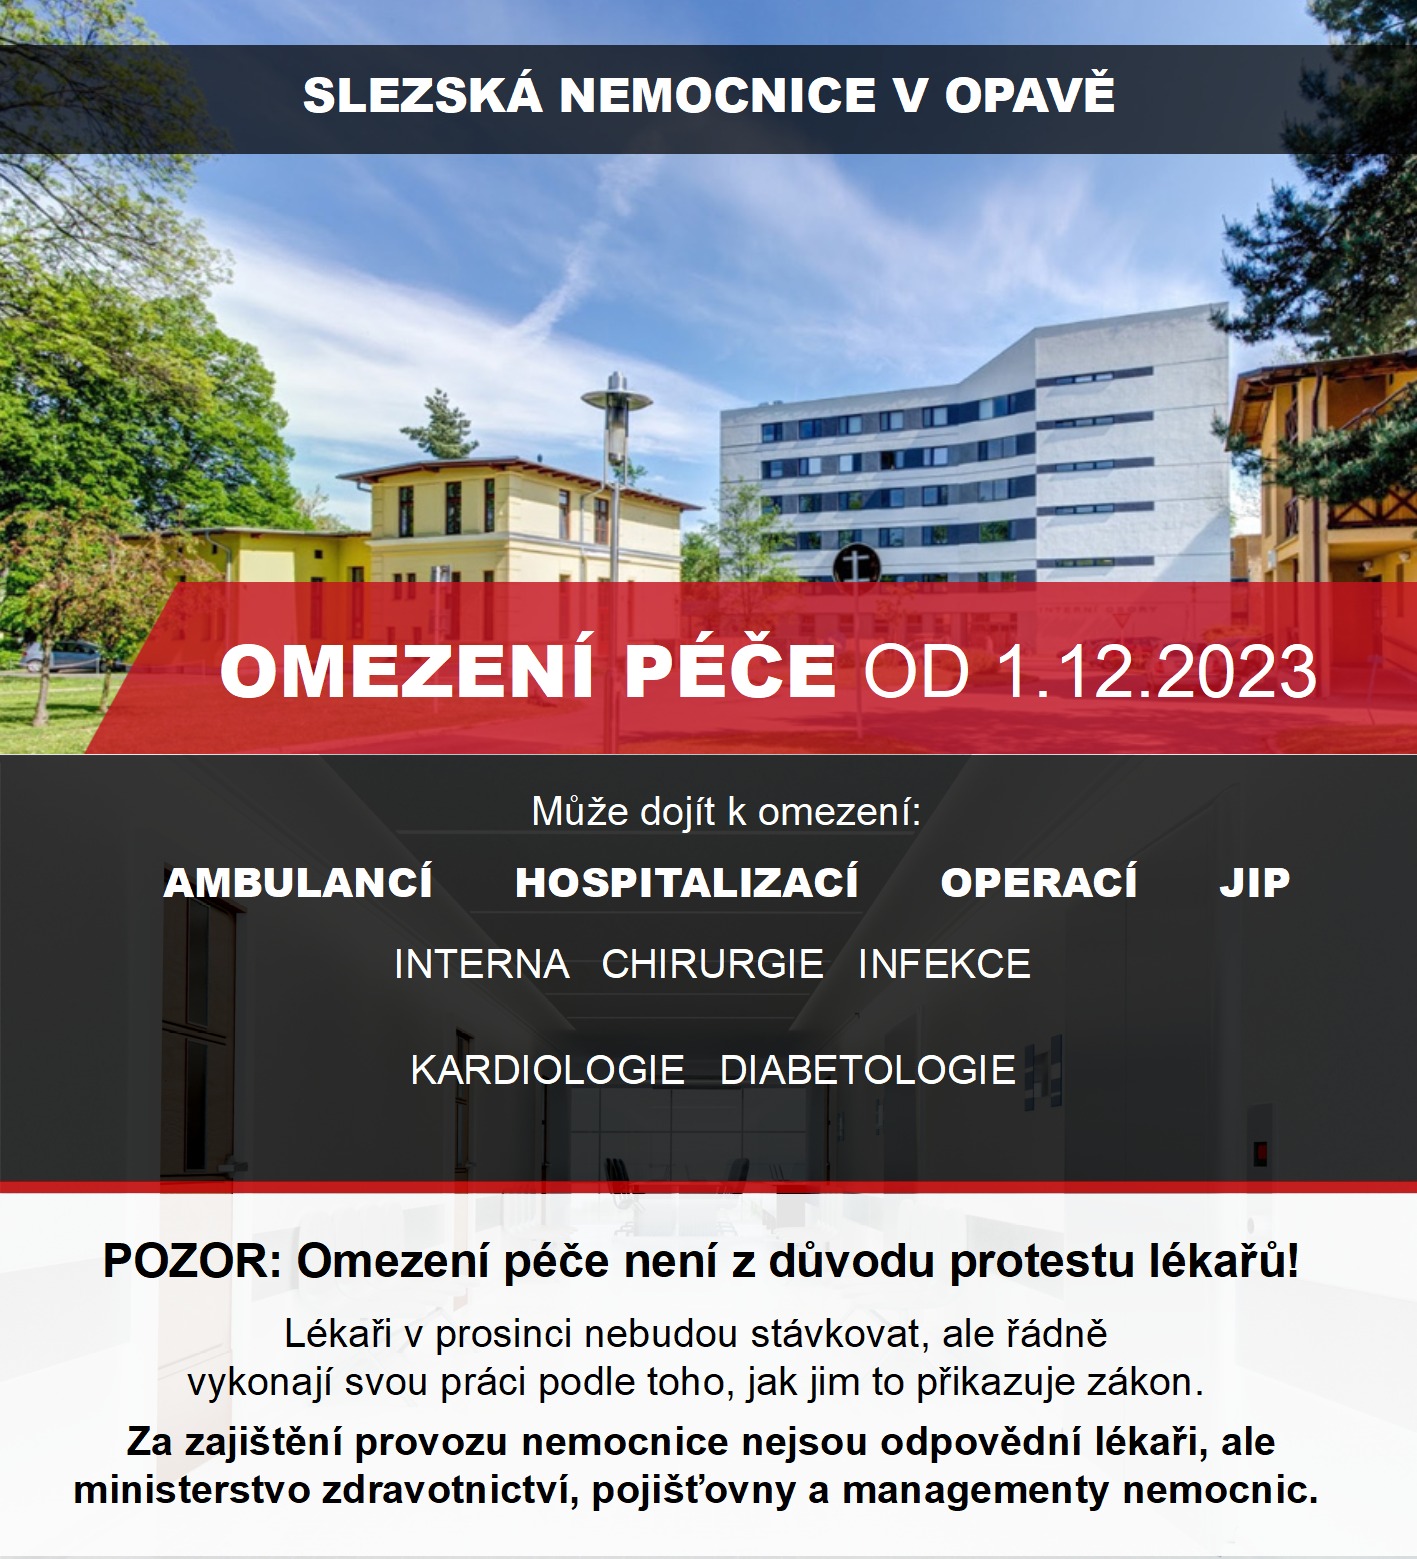 SLEZSKÁ NEMOCNICE V OPAVĚ
OMEZENÍ PÉČE OD 1.12.2023
Může dojít k omezení:
AMBULANCÍ HOSPITALIZACÍ OPERACÍ JIP
INTERNA CHIRURGIE INFEKCE
KARDIOLOGIE DIABETOLOGIE
POZOR: Omezení péče není z důvodu protestu lékařů!
Lékaři v prosinci nebudou stávkovat, ale řádně
vykonají svou práci podle toho, jak jim to přikazuje zákon.
Za zajištění provozu nemocnice nejsou odpovědní lékaři, ale
ministerstvo zdravotnictví, pojišťovny a managementy nemocnic.